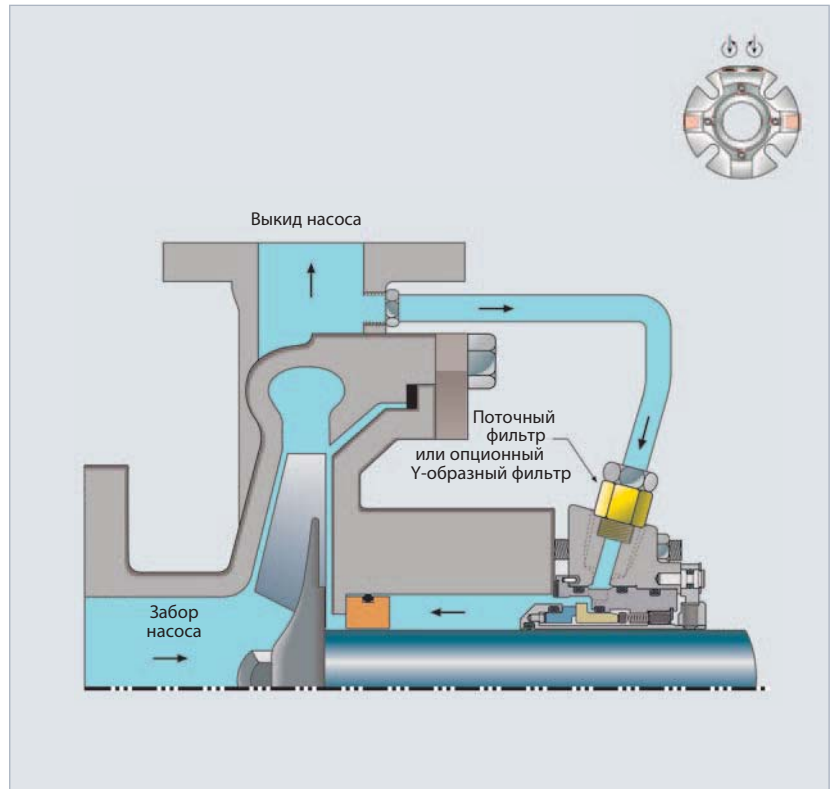 Выкид насоса
Поточный
фильтр
или опционный
Y-образный фильтр
Забор
насоса